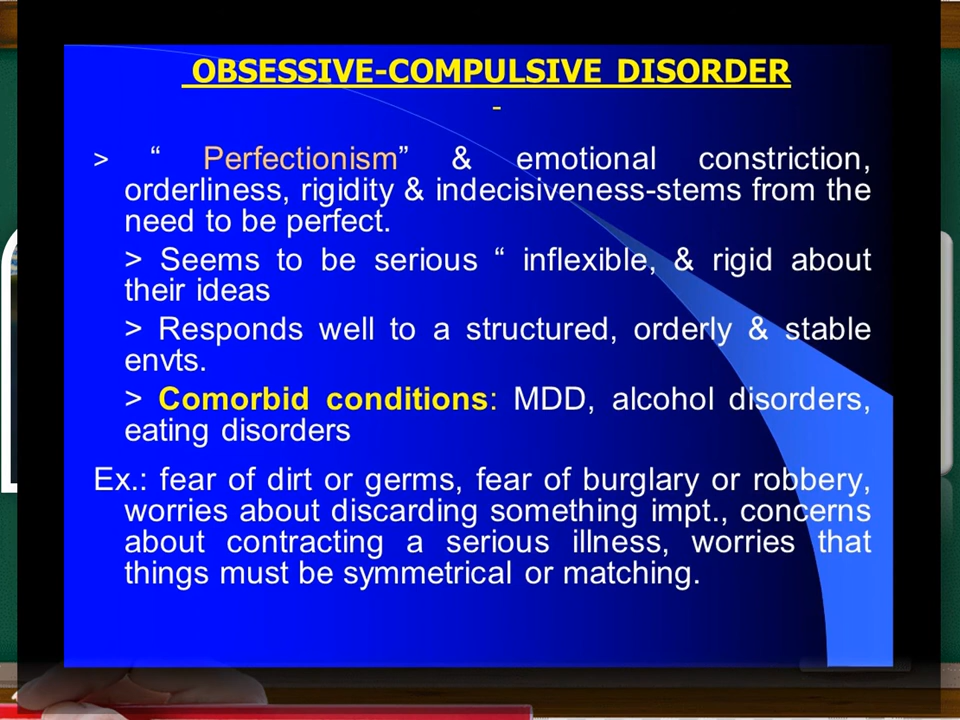 OBSESSIVE-COMPULSIVE DISORDER
-
> “ Perfectionism” & emotional constriction,
orderliness, rigidity & indecisiveness-stems from the
need to be perfect.
> Seems to be serious “ inflexible, & rigid about
their ideas
> Responds well to a structured, orderly & stable
envts.
> Comorbid conditions: MDD, alcohol disorders,
eating disorders
Ex.: fear of dirt or germs, fear of burglary or robbery,
worries about discarding something impt., concerns
about contracting a serious illness, worries that
things must be symmetrical or matching.